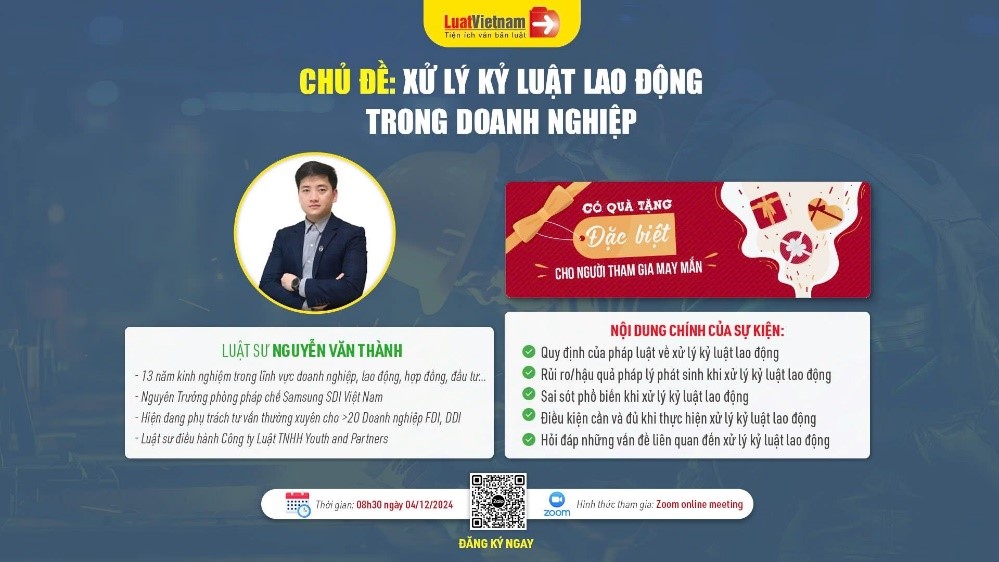 LuatVietnam
Tiện ích văn bản luật
CHỦ ĐỀ: XỬ LÝ KỶ LUẬT LAO ĐỘNG
TRONG DOANH NGHIỆP
CÓ QUÀ TẶNG
Đặc biệt
CHO NGƯỜI THAM GIA MAY MẮN
LUẬT SƯ NGUYỄN VĂN THÀNH
- 13 năm kinh nghiệm trong lĩnh vực doanh nghiệp, lao động, hợp đồng, đầu tư...
- Nguyên Trưởng phòng pháp chế Samsung SDI Việt Nam
- Hiện đang phụ trách tư vấn thường xuyên cho >20 Doanh nghiệp FDI, DDI
- Luật sư điều hành Công ty Luật TNHH Youth and Partners
NỘI DUNG CHÍNH CỦA SỰ KIỆN:
Quy định của pháp luật về xử lý kỷ luật lao động
Rủi ro/hậu quả pháp lý phát sinh khi xử lý kỷ luật lao động
Sai sót phổ biến khi xử lý kỷ luật lao động
Điều kiện cần và đủ khi thực hiện xử lý kỷ luật lao động
Hỏi đáp những vấn đề liên quan đến xử lý kỷ luật lao động
Thời gian: 08h30 ngày 04/12/2024
Zalo
zoom
Hình thức tham gia: Zoom online meeting
ĐĂNG KÝ NGAY